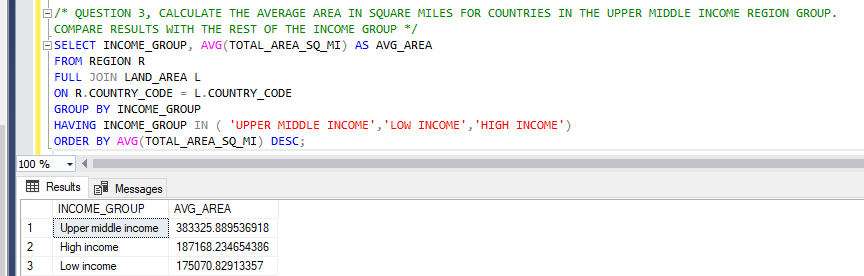 /* QUESTION 3, CALCULATE THE AVERAGE AREA IN SQUARE MILES FOR COUNTRIES IN THE UPPER MIDDLE INCOME REGION GROUP.
COMPARE RESULTS WITH THE REST OF THE INCOME GROUP */
SELECT INCOME_GROUP, AVG(TOTAL_AREA_SQ_MI) AS AVG_AREA
FROM REGION R
FULL JOIN LAND_AREA L
ON R.COUNTRY_CODE = L.COUNTRY_CODE
GROUP BY INCOME_GROUP
HAVING INCOME_GROUP IN ( 'UPPER MIDDLE INCOME','LOW INCOME','HIGH INCOME')
ORDER BY AVG(TOTAL_AREA_SQ_MI) DESC;
100 %
Results Messages
INCOME_GROUP AVG_AREA
1 Upper middle income 383325.889536918
2 High income 187168.234654386
3 Low income 175070.82913357